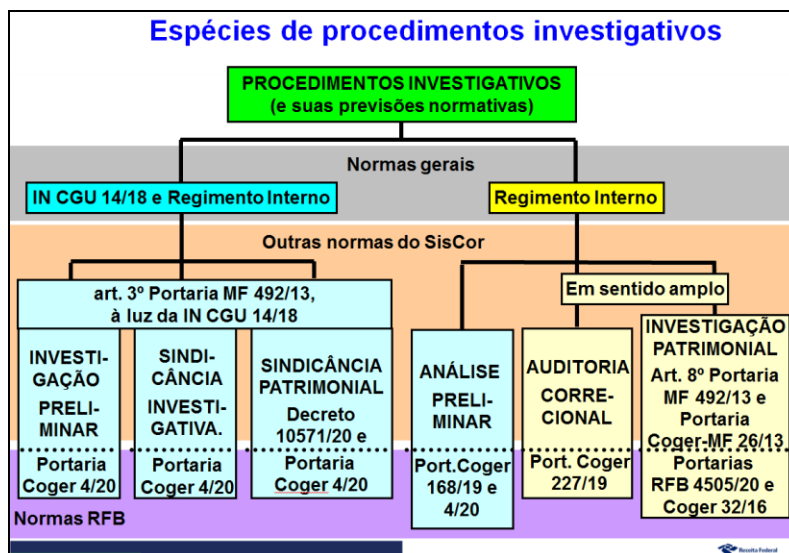 Espécies de procedimentos investigativos
PROCEDIMENTOS INVESTIGATIVOS
(e suas previsões normativas)
Normas gerais
IN CGU 14/18 e Regimento Interno
Regimento Interno
Outras normas do SisCor
art. 3º Portaria MF 492/13,
à luz da IN CGU 14/18
Em sentido amplo
INVESTI-
GAÇÃO
PRELI-
MINAR
Portaria
Coger 4/20
SINDI-
CÂNCIA
INVESTI-
GATIVA.
Portaria
Coger 4/20
SINDICÂNCIA
PATRIMONIAL
Decreto
10571/20 e
Portaria
Coger 4/20
ANÁLISE
PRELI-
MINAR
Port.Coger
168/19 e
4/20
AUDITORIA
CORRE-
CIONAL
Port. Coger
227/19
INVESTIGAÇÃO
PATRIMONIAL
Art. 8º Portaria
MF 492/13 e
Portaria
Coger-MF 26/13
Portarias
RFB 4505/20 e
Coger 32/16
Normas RFB
Receita Federal